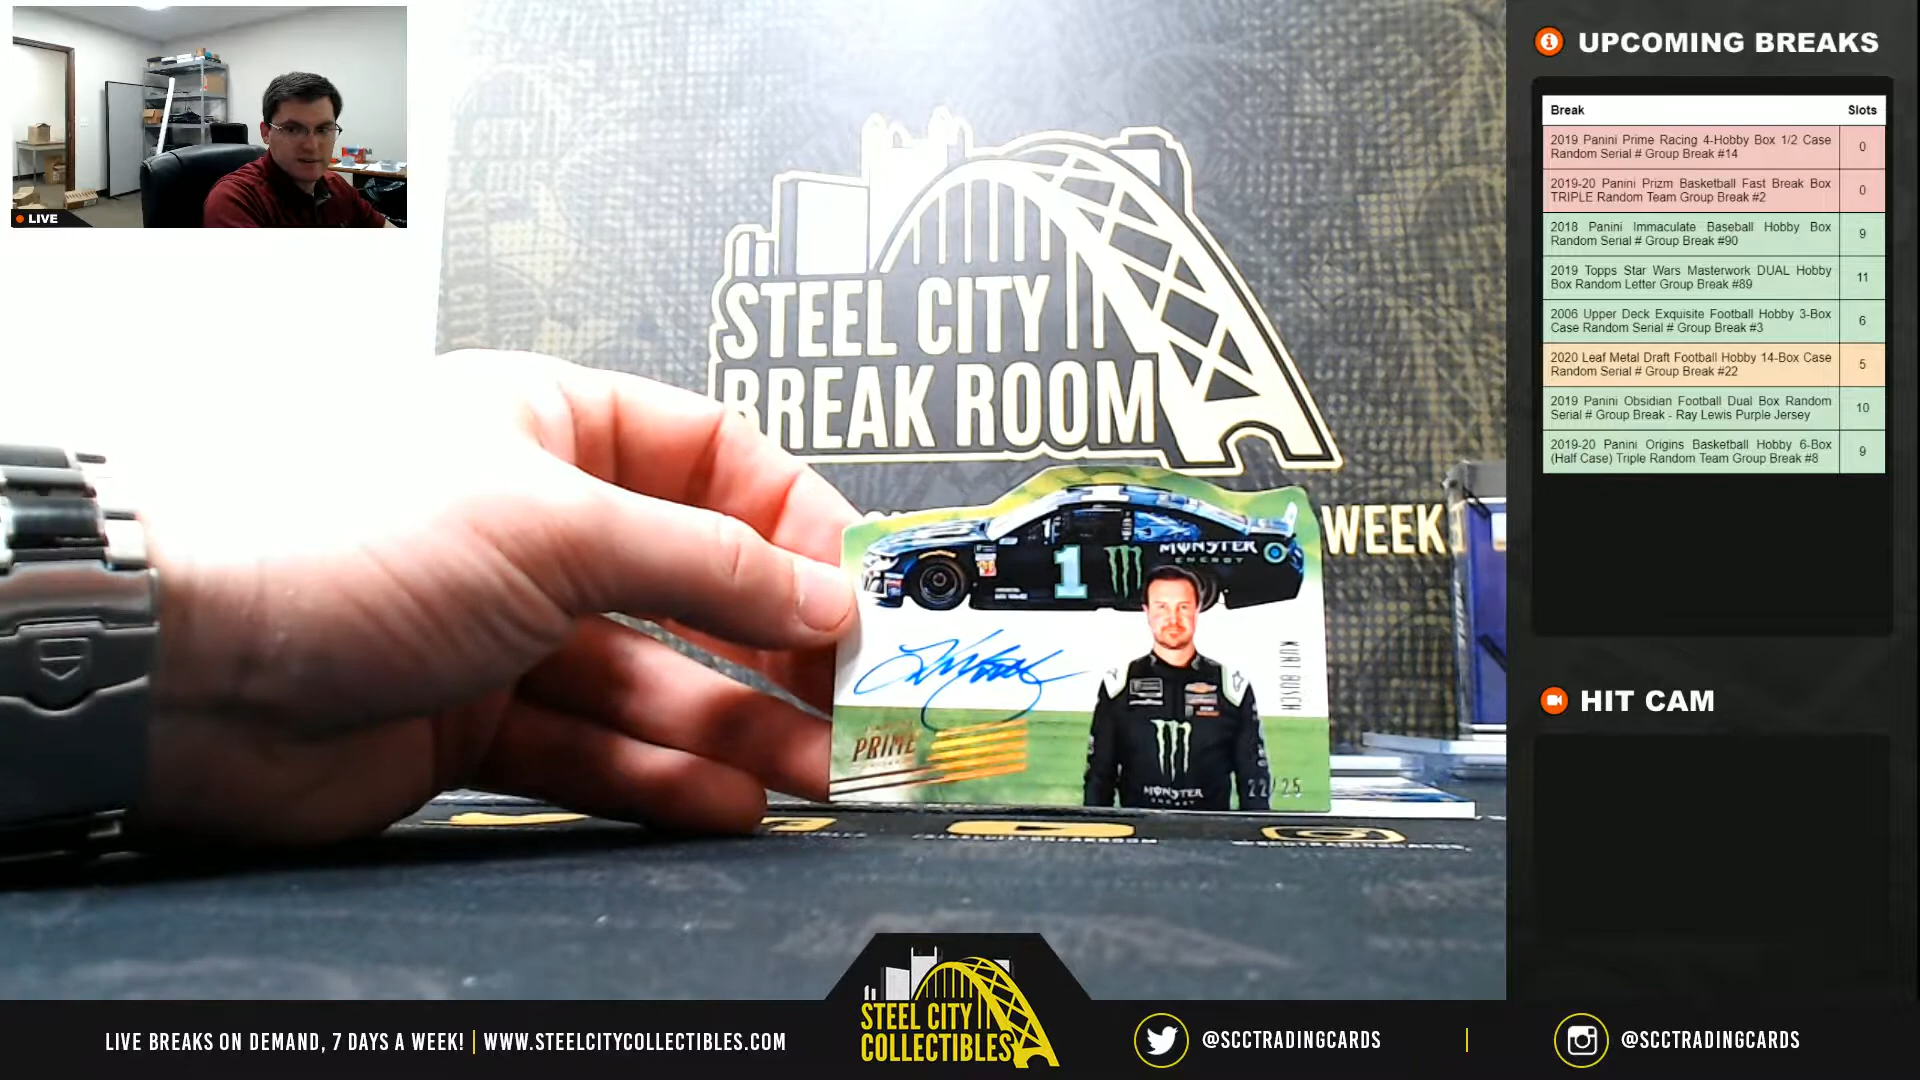 LIVE
UPCOMING BREAKS
Break Slots
2019 Panini Prime Racing 4-Hobby Box 1/2 Case
Random Serial # Group Break #14
0
2019-20 Panini Prizm Basketball Fast Break Box
TRIPLE Random Team Group Break #2
0
2018 Panini Immaculate Baseball Hobby Box
Random Serial # Group Break #90
9
2019 Topps Star Wars Masterwork DUAL Hobby
Box Random Letter Group Break #89
11
2006 Upper Deck Exquisite Football Hobby 3-Box
Case Random Serial # Group Break #3
6
2020 Leaf Metal Draft Football Hobby 14-Box Case
Random Serial # Group Break #22
5
2019 Panini Obsidian Football Dual Box Random
Serial # Group Break - Ray Lewis Purple Jersey
10
2019-20 Panini Origins Basketball Hobby 6-Box
(Half Case) Triple Random Team Group Break #8
9
HIT CAM
STEEL CITY
BREAK ROOM
WEEK
1
MONSTER
ENERGY
KURT BUSCH
PRIME
MONSTER
ENERGY
22/25
LIVE BREAKS ON DEMAND, 7 DAYS A WEEK! | WWW.STEELCITYCOLLECTIBLES.COM
STEEL CITY
COLLECTIBLES
@SCCTRADINGCARDS
@SCCTRADINGCARDS